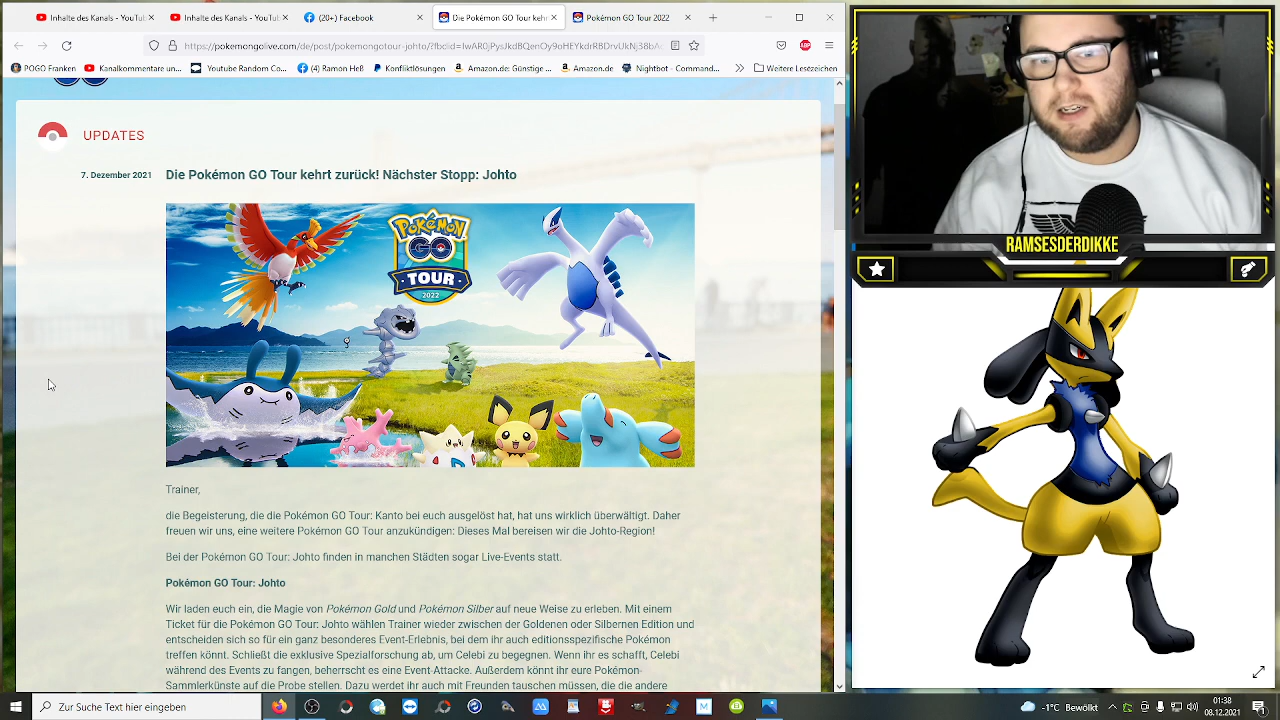 Inhalte des Kanals - YouTub
Inhalte des Kanals - YouTub
Facebook
Die Pokémon GO Tour kehr
Pokémon GO Tour 2022
https://pokemongolive.com/de/post/pokemongotour-johto/?
POGO Franken
Kanalkommentare un...
Youtube Random Co...
(4) Ramses Heath
Politiklösungen
Amazon.de: Günstige ...
Amazon.de
Nightbot - Comman...
Weitere Lesezeichen
UPDATES
7. Dezember 2021
Die Pokémon GO Tour kehrt zurück! Nächster Stopp: Johto
Pokémon
GO
TOUR
2022
Trainer,
die Begeisterung, die die Pokémon GO Tour: Kanto bei euch ausgelöst hat, hat uns wirklich überwältigt. Daher
freuen wir uns, eine weitere Pokémon GO Tour anzukündigen: Dieses Mal bereisen wir die Johto-Region!
Bei der Pokémon GO Tour: Johto finden in manchen Städten sogar Live-Events statt.
Pokémon GO Tour: Johto
Wir laden euch ein, die Magie von Pokémon Gold und Pokémon Silber auf neue Weise zu erleben. Mit einem
Ticket für die Pokémon GO Tour: Johto wählen Trainer wieder zwischen der Goldenen oder Silbernen Edition und
entscheiden sich so für ein ganz besonderes Event-Erlebnis, bei dem ihr auch editionsspezifische Pokémon
treffen könnt. Schließt die exklusive Spezialforschung ab, um Celebi zu begegnen. Wenn ihr es schafft, Celebi
während des Events zu fangen, beherrscht es eine Event-Attacke. Außerdem könnt ihr eure Pokémon-
Sammlerkünste auf die Probe stellen. Dazu werdet ihr auch mit Freunden tauschen müssen, die die andere
RAMSESDERDIKKE
Zur Suche Text hier eingeben
01:38
08.12.2021